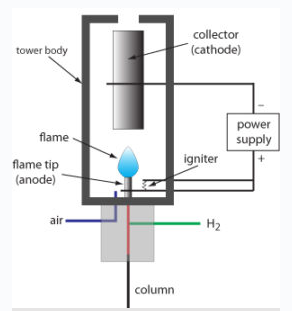 collector
(cathode)
tower body
−
power
supply
+
flame
igniter
flame tip
(anode)
air
H2
column